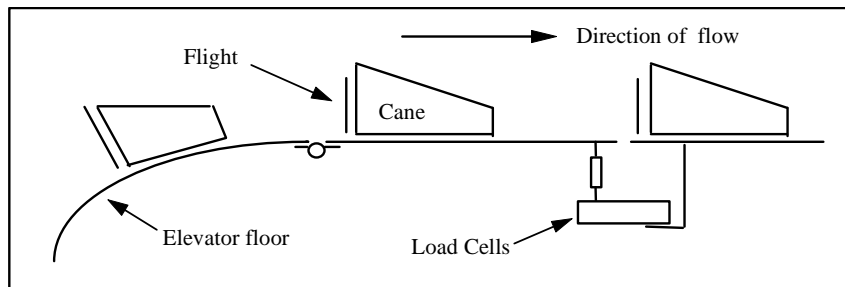 Direction of flow
Flight
Cane
Elevator floor
Load Cells